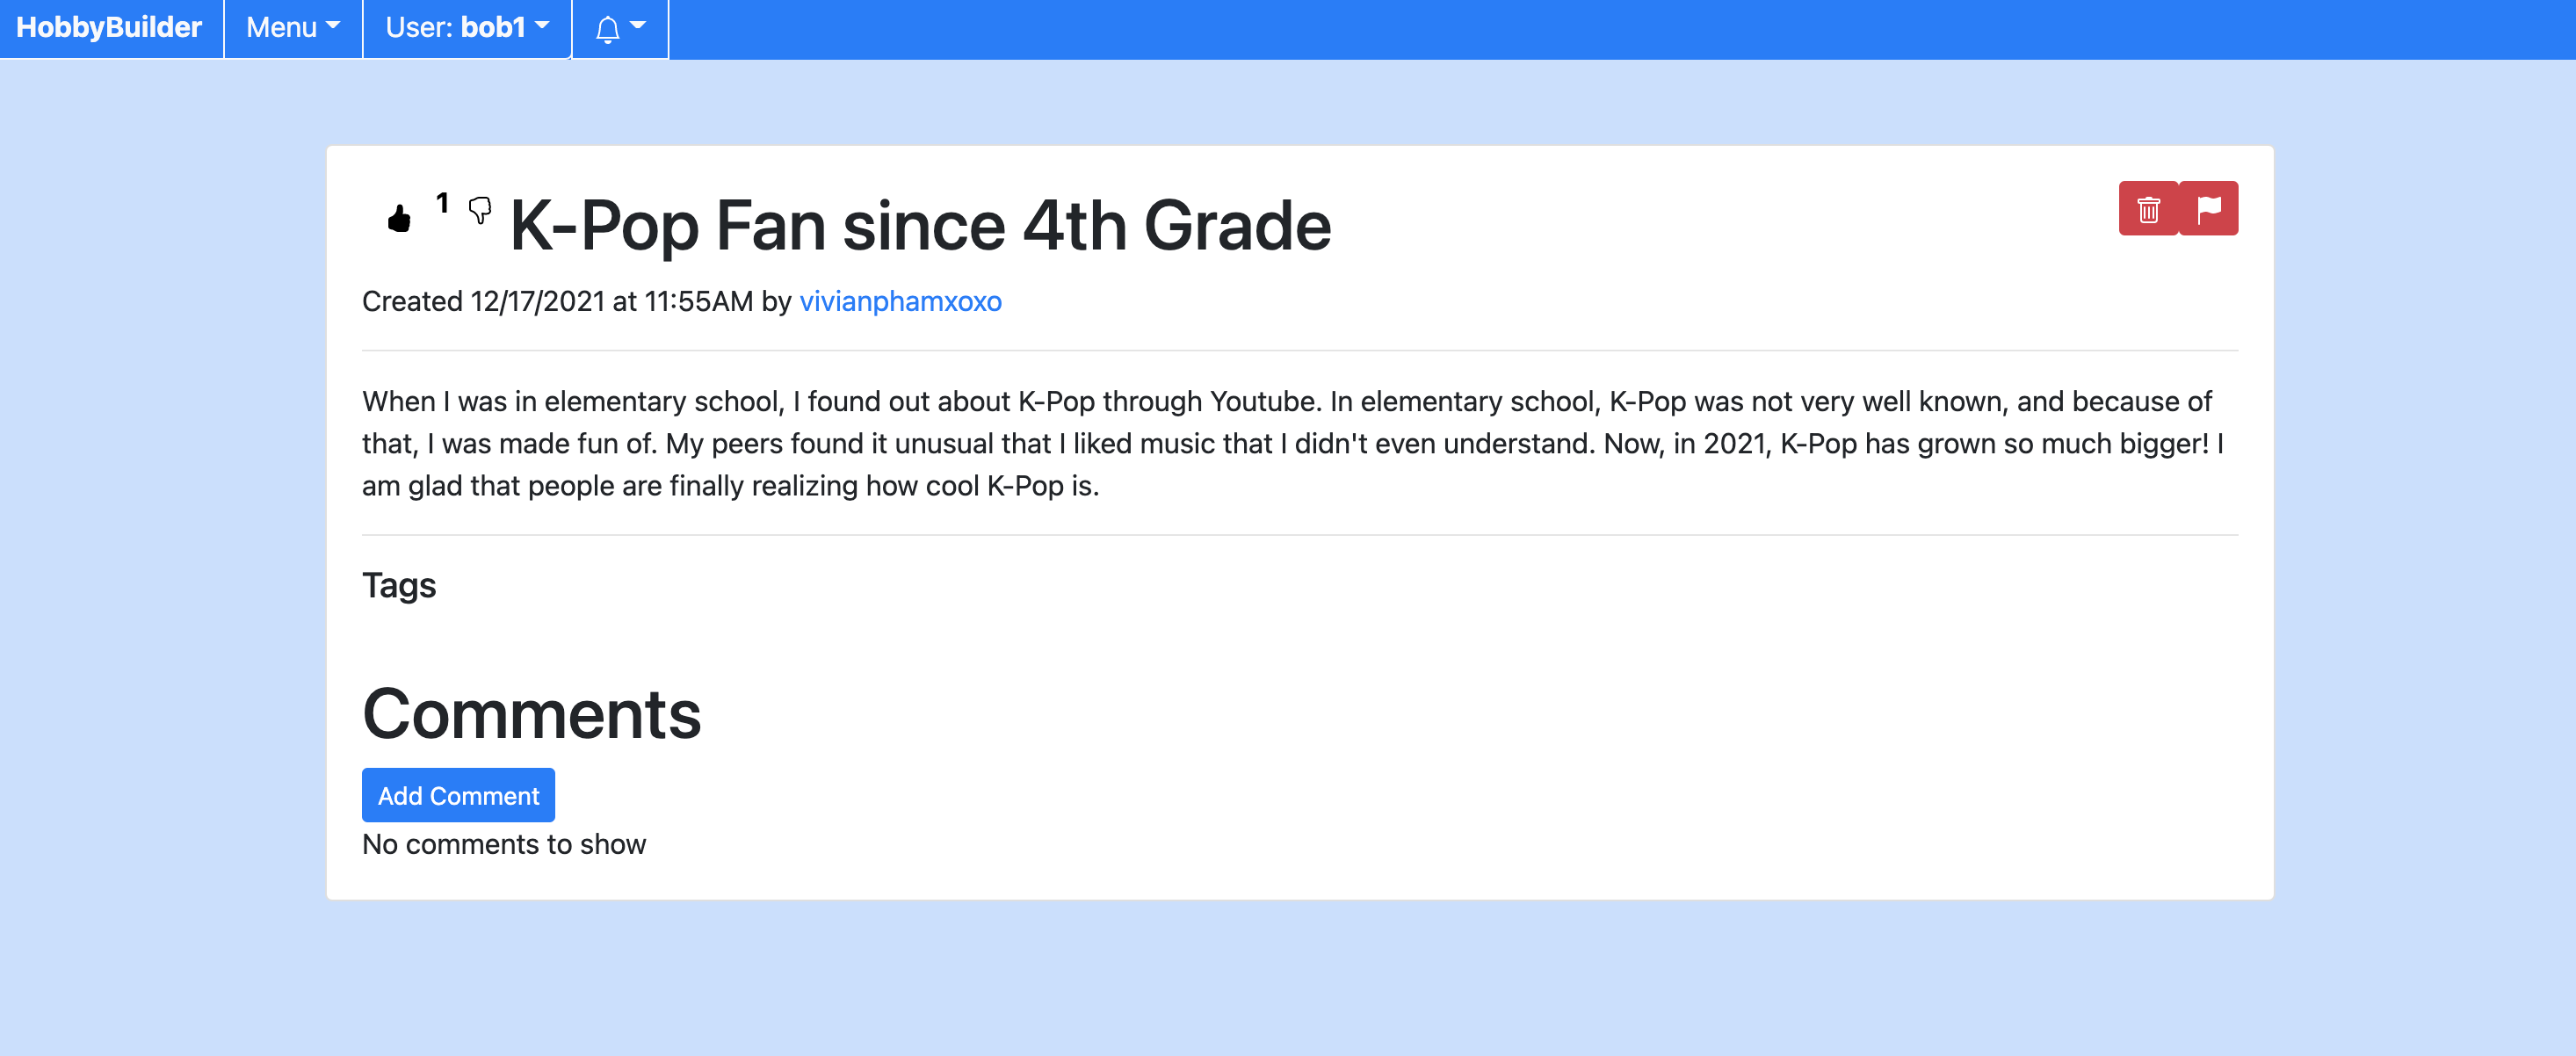 HobbyBuilder Menu User: bob1
1 K-Pop Fan since 4th Grade
Created 12/17/2021 at 11:55AM by vivianphamxoxo
When I was in elementary school, I found out about K-Pop through Youtube. In elementary school, K-Pop was not very well known, and because of
that, I was made fun of. My peers found it unusual that I liked music that I didn't even understand. Now, in 2021, K-Pop has grown so much bigger! I
am glad that people are finally realizing how cool K-Pop is.
Tags
Comments
Add Comment
No comments to show